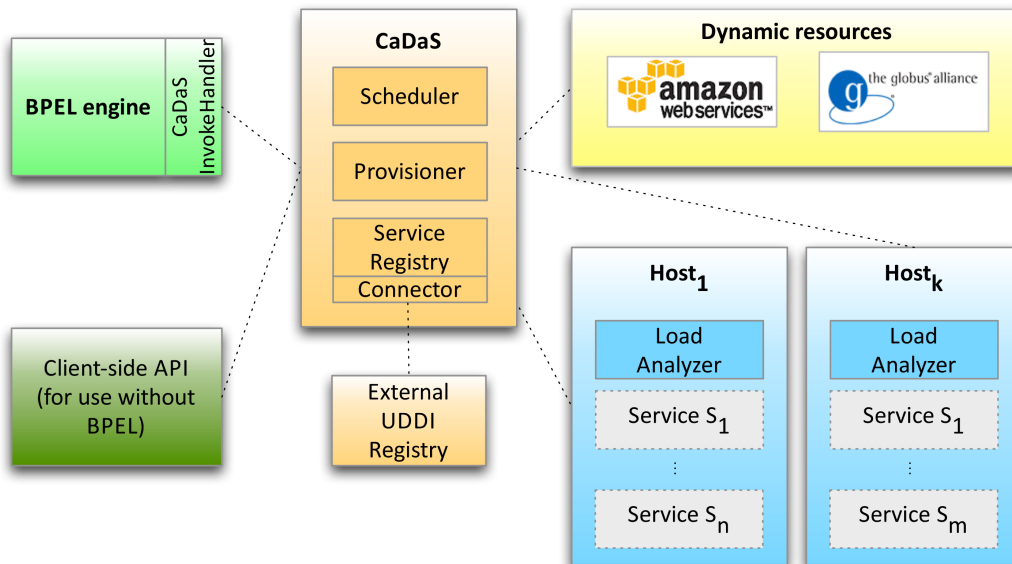 BPEL engine
CaDaS
InvokeHandler
Client-side API
(for use without
BPEL)
CaDaS
Scheduler
Provisioner
Service
Registry
Connector
External
UDDI
Registry
Dynamic resources
amazon
webservices™
g
the globus® alliance
Host1
Load
Analyzer
Service S1
⋮
Service Sn
Hostk
Load
Analyzer
Service S1
⋮
Service Sm